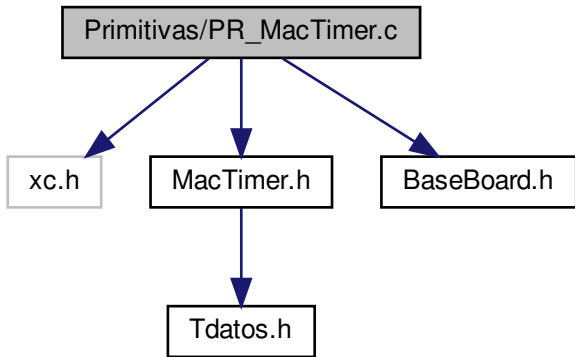 Primitivas/PR_MacTimer.c
xc.h
MacTimer.h
BaseBoard.h
Tdatos.h